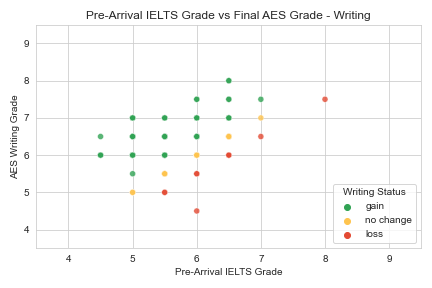 Pre-Arrival IELTS Grade vs Final AES Grade - Writing
AES Writing Grade
9
8
7
6
5
4
Writing Status
gain
no change
loss
4 5 6 7 8 9
Pre-Arrival IELTS Grade